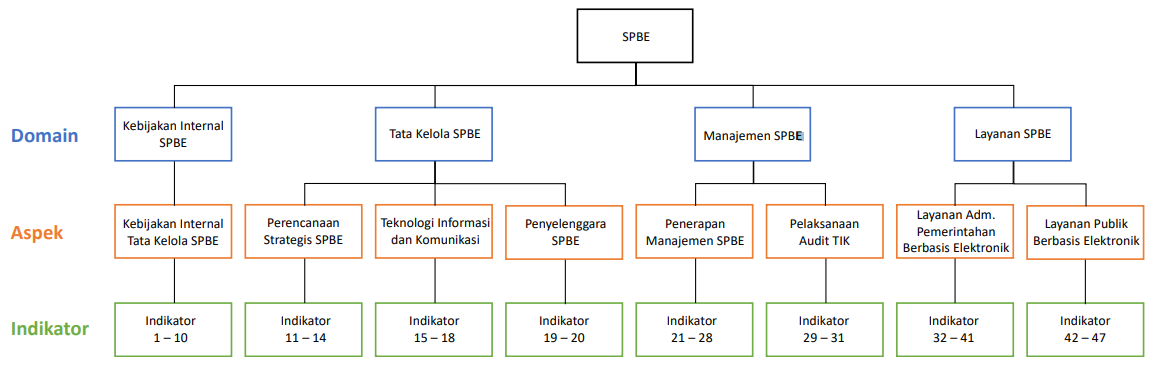 SPBE
Domain
Kebijakan Internal
SPBE
Tata Kelola SPBE
Manajemen SPBE
Layanan SPBE
Aspek
Kebijakan Internal
Tata Kelola SPBE
Perencanaan
Strategis SPBE
Teknologi Informasi
dan Komunikasi
Penyelenggara
SPBE
Penerapan
Manajemen SPBE
Pelaksanaan
Audit TIK
Layanan Adm.
Pemerintahan
Berbasis Elektronik
Layanan Publik
Berbasis Elektronik
Indikator
Indikator
1 – 10
Indikator
11 – 14
Indikator
15 – 18
Indikator
19 – 20
Indikator
21 – 28
Indikator
29 – 31
Indikator
32 – 41
Indikator
42 – 47